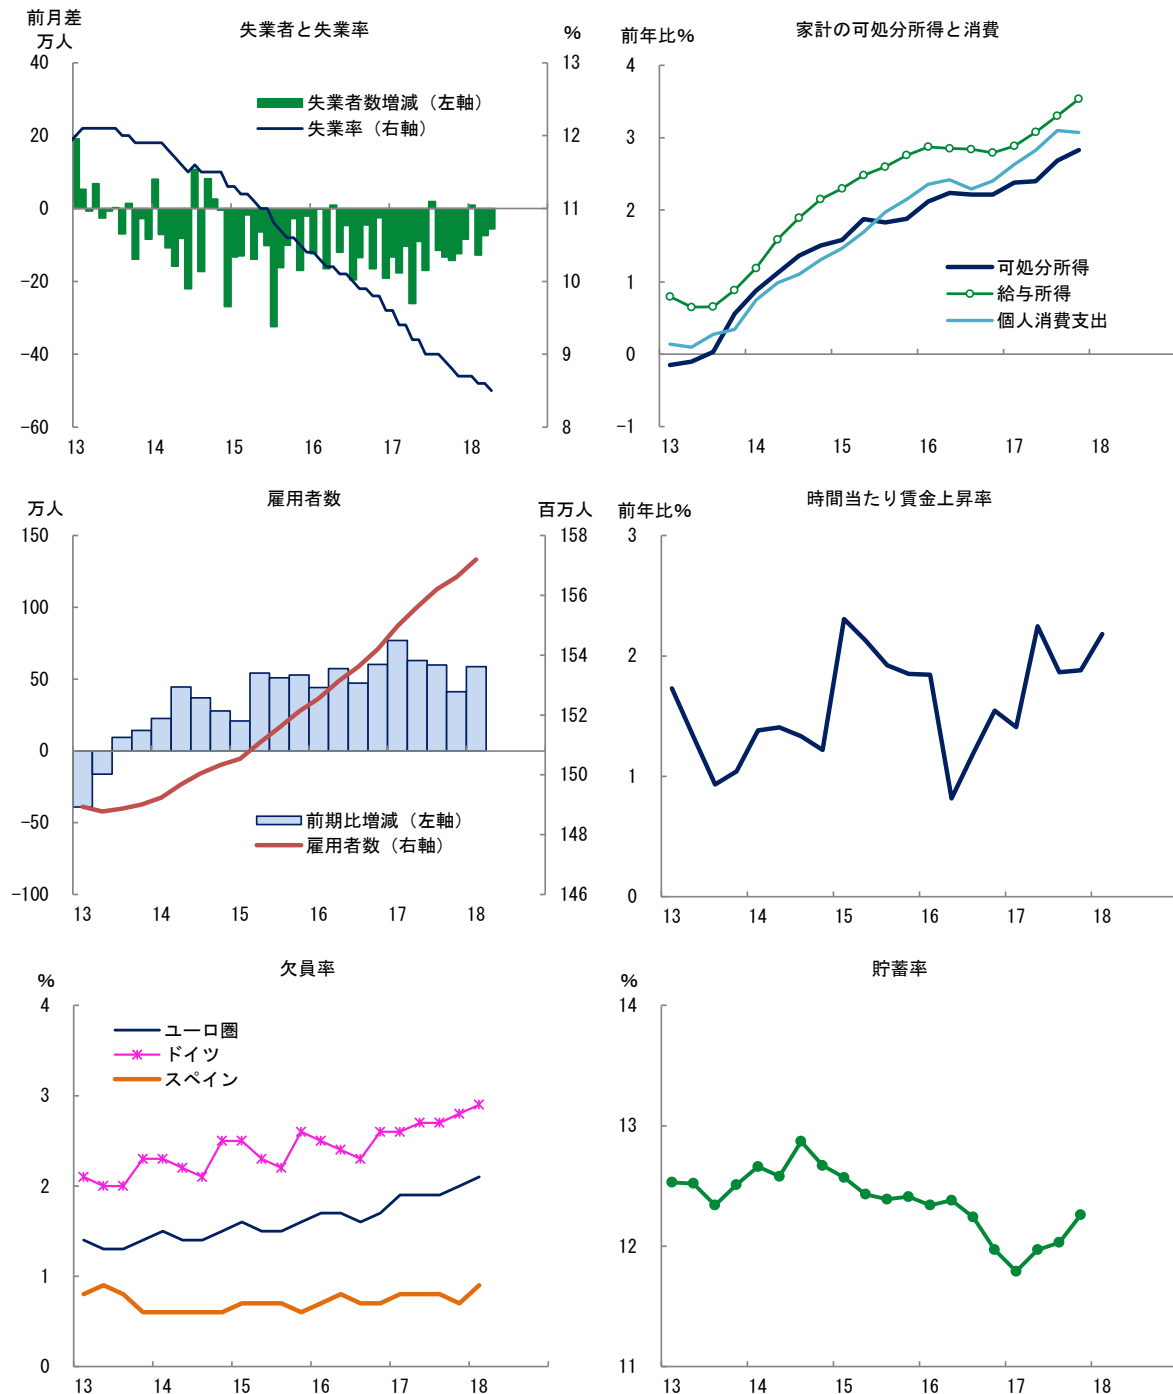 失業者と失業率
前月差
万人
%
40
20
0
−20
−40
−60
13
12
11
10
9
8
失業者数増減（左軸）
失業率（右軸）
13 14 15 16 17 18
家計の可処分所得と消費
前年比%
4
3
2
1
0
−1
可処分所得
給与所得
個人消費支出
13 14 15 16 17 18
雇用者数
万人
百万人
150
100
50
0
−50
−100
158
156
154
152
150
148
146
前期比増減（左軸）
雇用者数（右軸）
13 14 15 16 17 18
時間当たり賃金上昇率
前年比%
3
2
1
0
13 14 15 16 17 18
欠員率
%
4
3
2
1
0
ユーロ圏
ドイツ
スペイン
13 14 15 16 17 18
貯蓄率
%
14
13
12
11
13 14 15 16 17 18